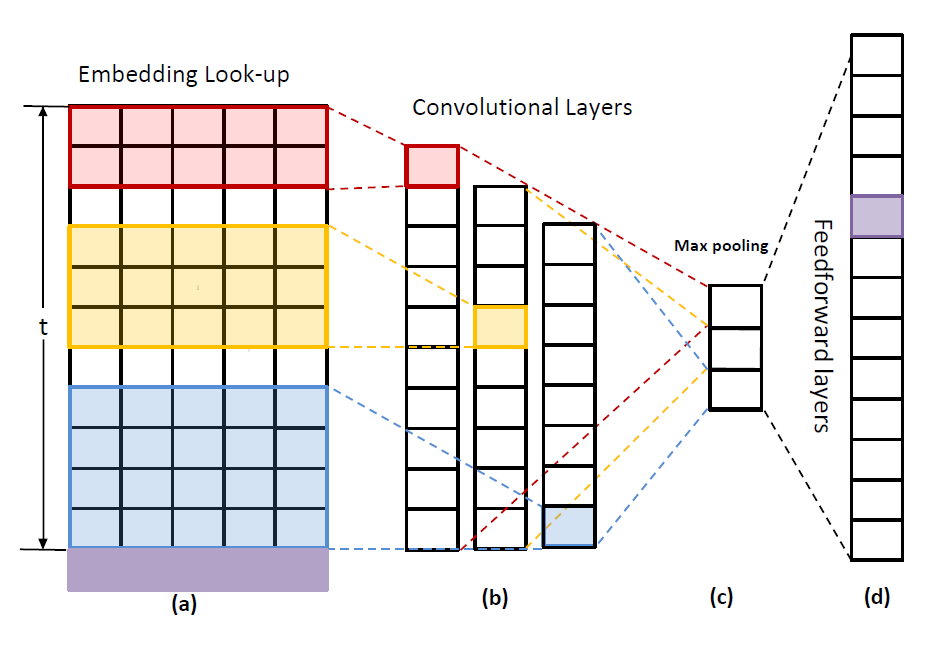 Embedding Look-up
Convolutional Layers
Max pooling
Feedforward layers
t
(a)
(b)
(c)
(d)